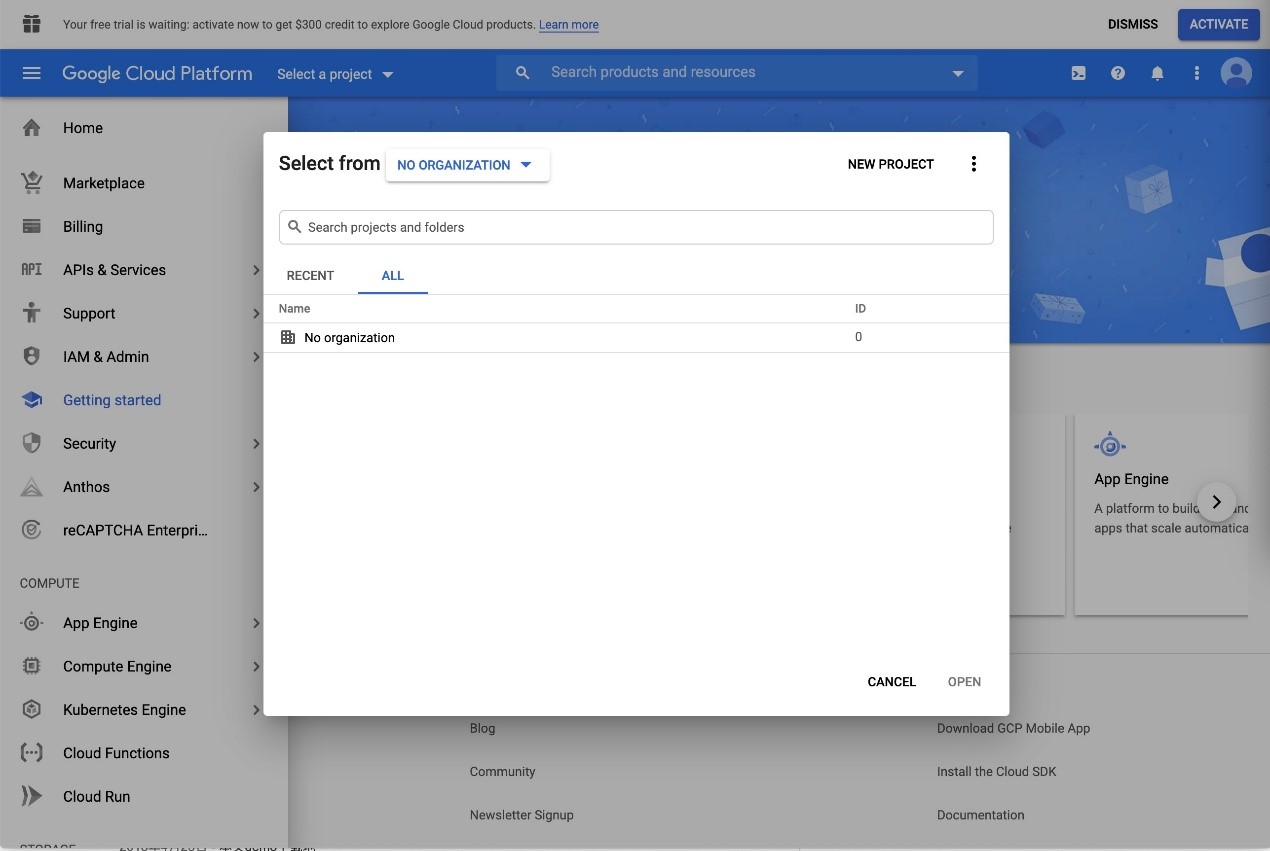 Your free trial is waiting: activate now to get $300 credit to explore Google Cloud products. Learn more
DISMISS
ACTIVATE
Google Cloud Platform
Select a project
Search products and resources
Home
Marketplace
Billing
API APIs & Services
Support
IAM & Admin
Getting started
Security
Anthos
reCAPTCHA Enterpri...
COMPUTE
App Engine
Compute Engine
Kubernetes Engine
Cloud Functions
Cloud Run
Select from
NO ORGANIZATION
NEW PROJECT
Search projects and folders
RECENT
ALL
Name
ID
No organization
0
CANCEL
OPEN
App Engine
A platform to build
apps that scale automatica
Blog
Community
Newsletter Signup
Download GCP Mobile App
Install the Cloud SDK
Documentation